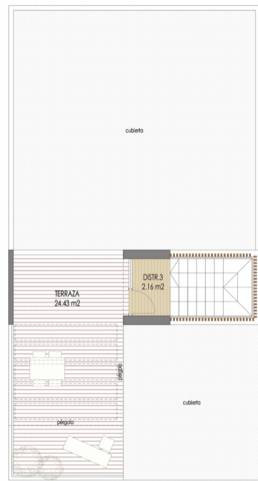 cubierta
DISTR.3
2.16 m2
TERRAZA
24.43 m2
pérgola
cubierta
pérgola